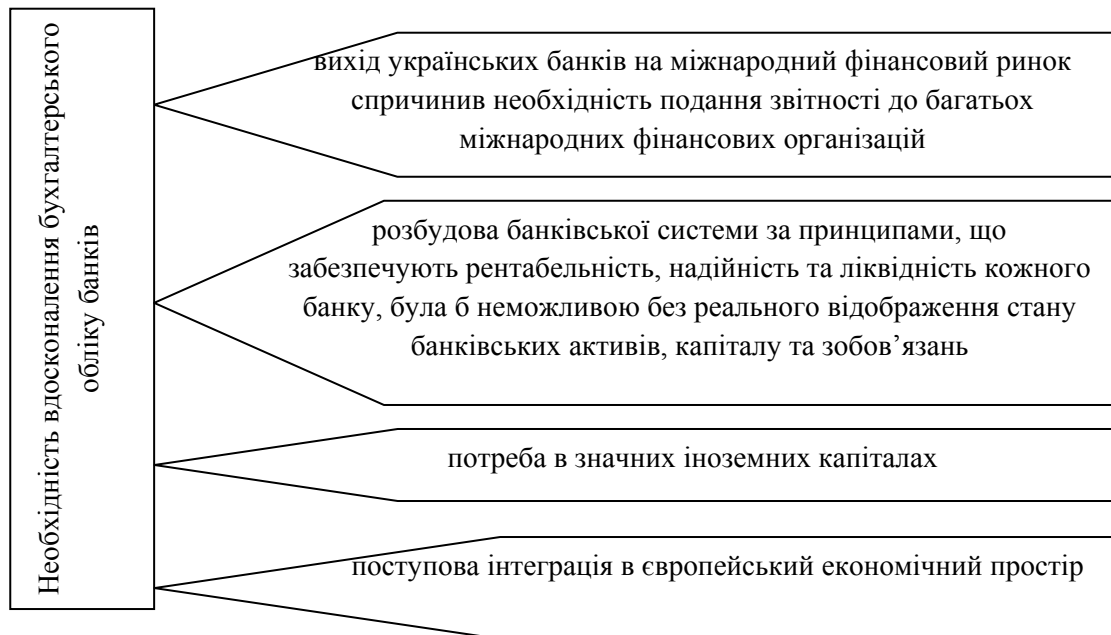 Необхідність вдосконалення бухгалтерського
обліку банків
вихід українських банків на міжнародний фінансовий ринок
спричинив необхідність подання звітності до багатьох
міжнародних фінансових організацій
розбудова банківської системи за принципами, що
забезпечують рентабельність, надійність та ліквідність кожного
банку, була б неможливою без реального відображення стану
банківських активів, капіталу та зобов’язань
потреба в значних іноземних капіталах
поступова інтеграція в європейський економічний простір